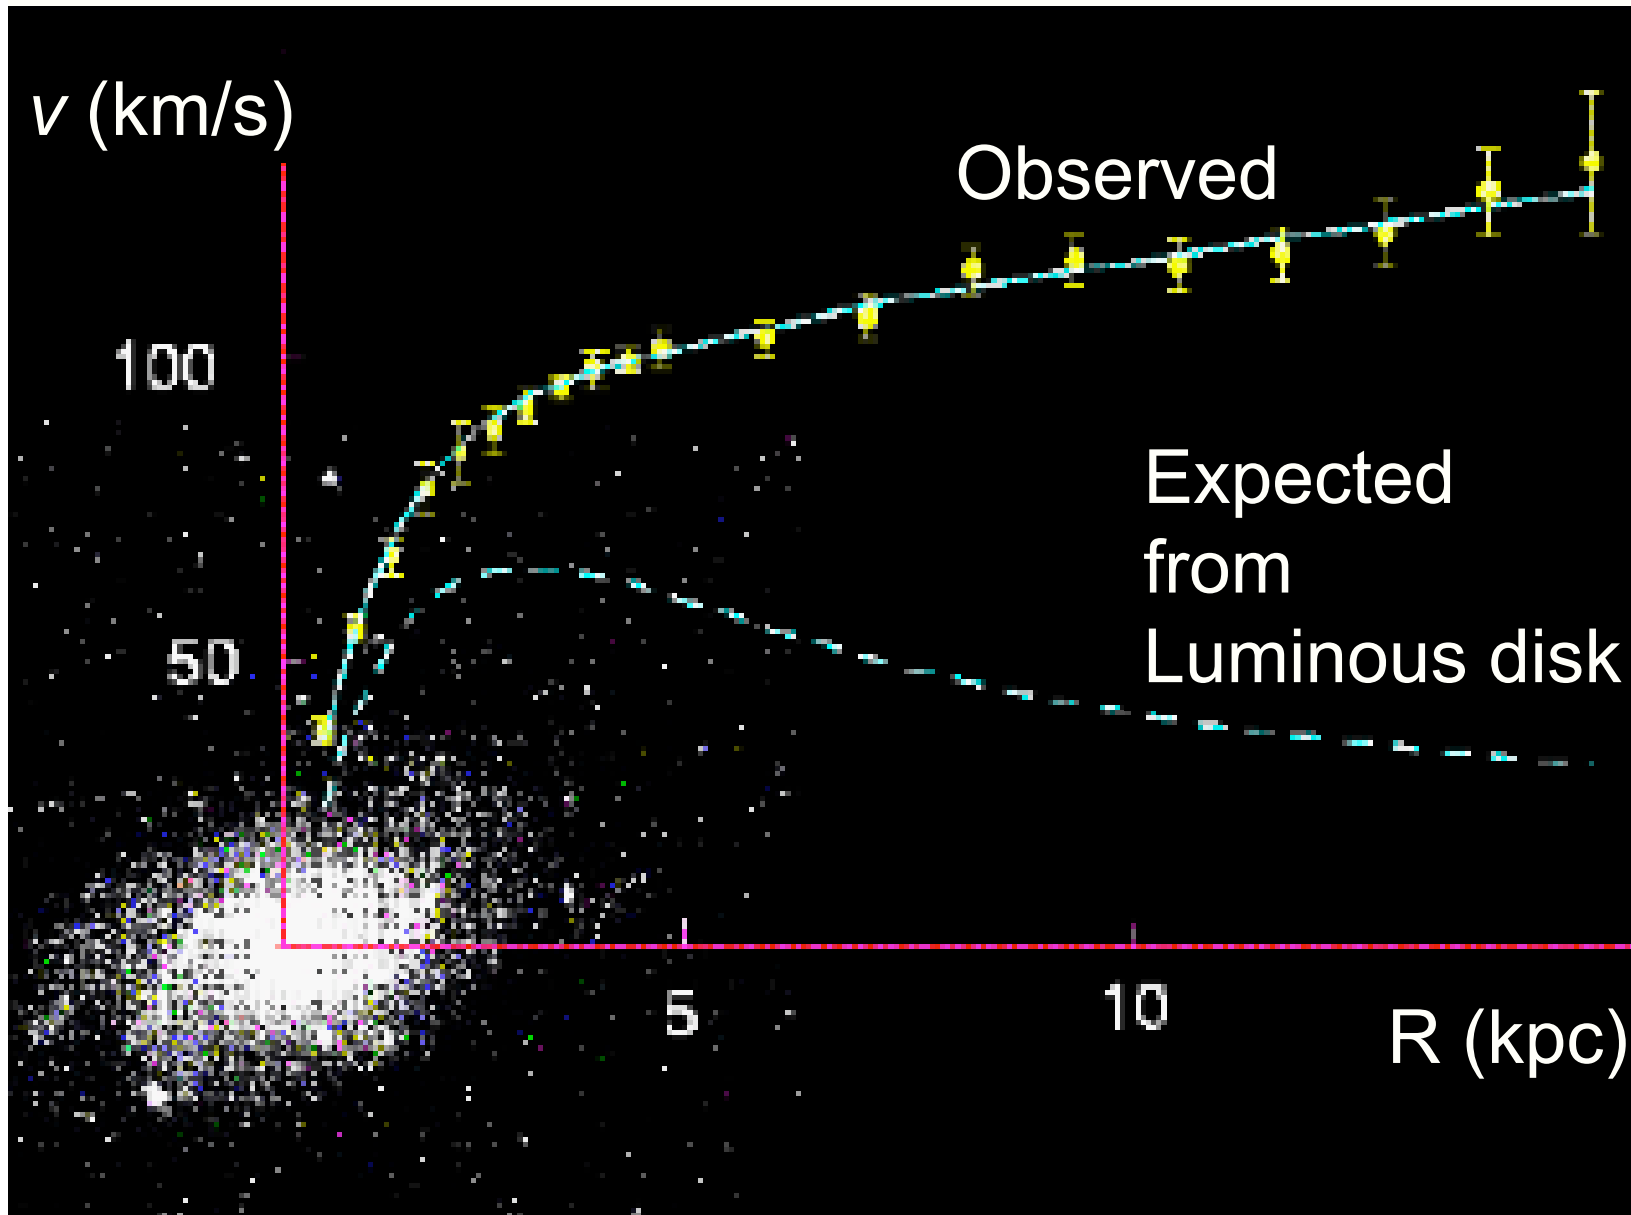 v (km/s)
Observed
100
Expected
from
Luminous disk
50
5
10
R (kpc)